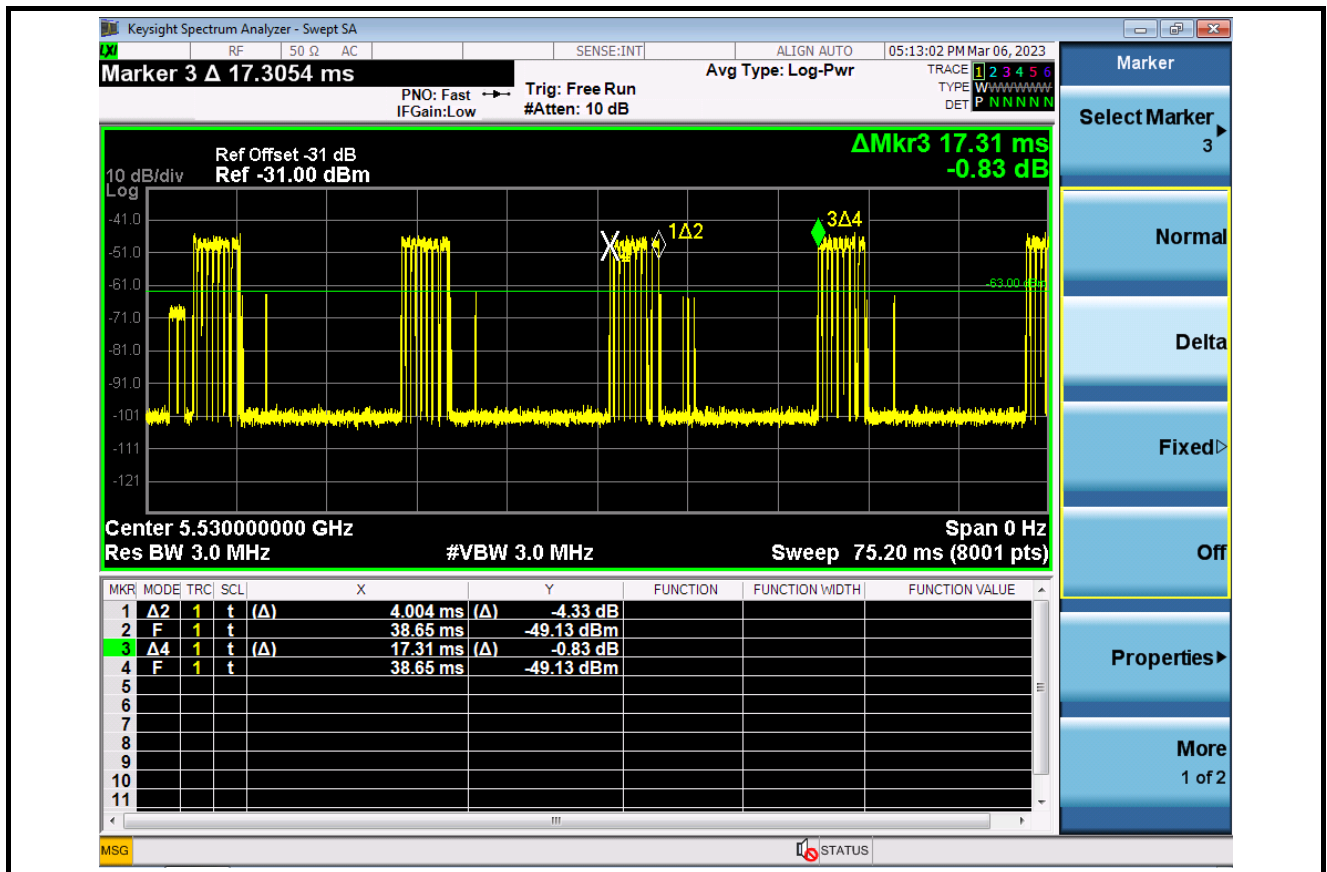 Keysight Spectrum Analyzer - Swept SA
LXI RF 50 Ω AC SENSE:INT ALIGN AUTO 05:13:02 PM Mar 06, 2023
Marker 3 Δ 17.3054 ms
PNO: Fast
IFGain:Low
Trig: Free Run
#Atten: 10 dB
Avg Type: Log-Pwr
TRACE 1 2 3 4 5 6
TYPE WWWWWW
DET P N N N N N
ΔMkr3 17.31 ms
-0.83 dB
Ref Offset -31 dB
10 dB/div Ref -31.00 dBm
Log
-41.0
-51.0
-61.0
-71.0
-81.0
-91.0
-101
-111
-121
1Δ2
3Δ4
-63.00 dBm
Center 5.530000000 GHz Span 0 Hz
Res BW 3.0 MHz #VBW 3.0 MHz Sweep 75.20 ms (8001 pts)
MKR MODE TRC SCL X Y FUNCTION FUNCTION WIDTH FUNCTION VALUE
1 Δ2 1 t (Δ) 4.004 ms (Δ) -4.33 dB
2 F 1 t 38.65 ms -49.13 dBm
3 Δ4 1 t (Δ) 17.31 ms (Δ) -0.83 dB
4 F 1 t 38.65 ms -49.13 dBm
5
6
7
8
9
10
11
MSG STATUS
Marker
Select Marker
3
Normal
Delta
Fixed
Off
Properties
More
1 of 2